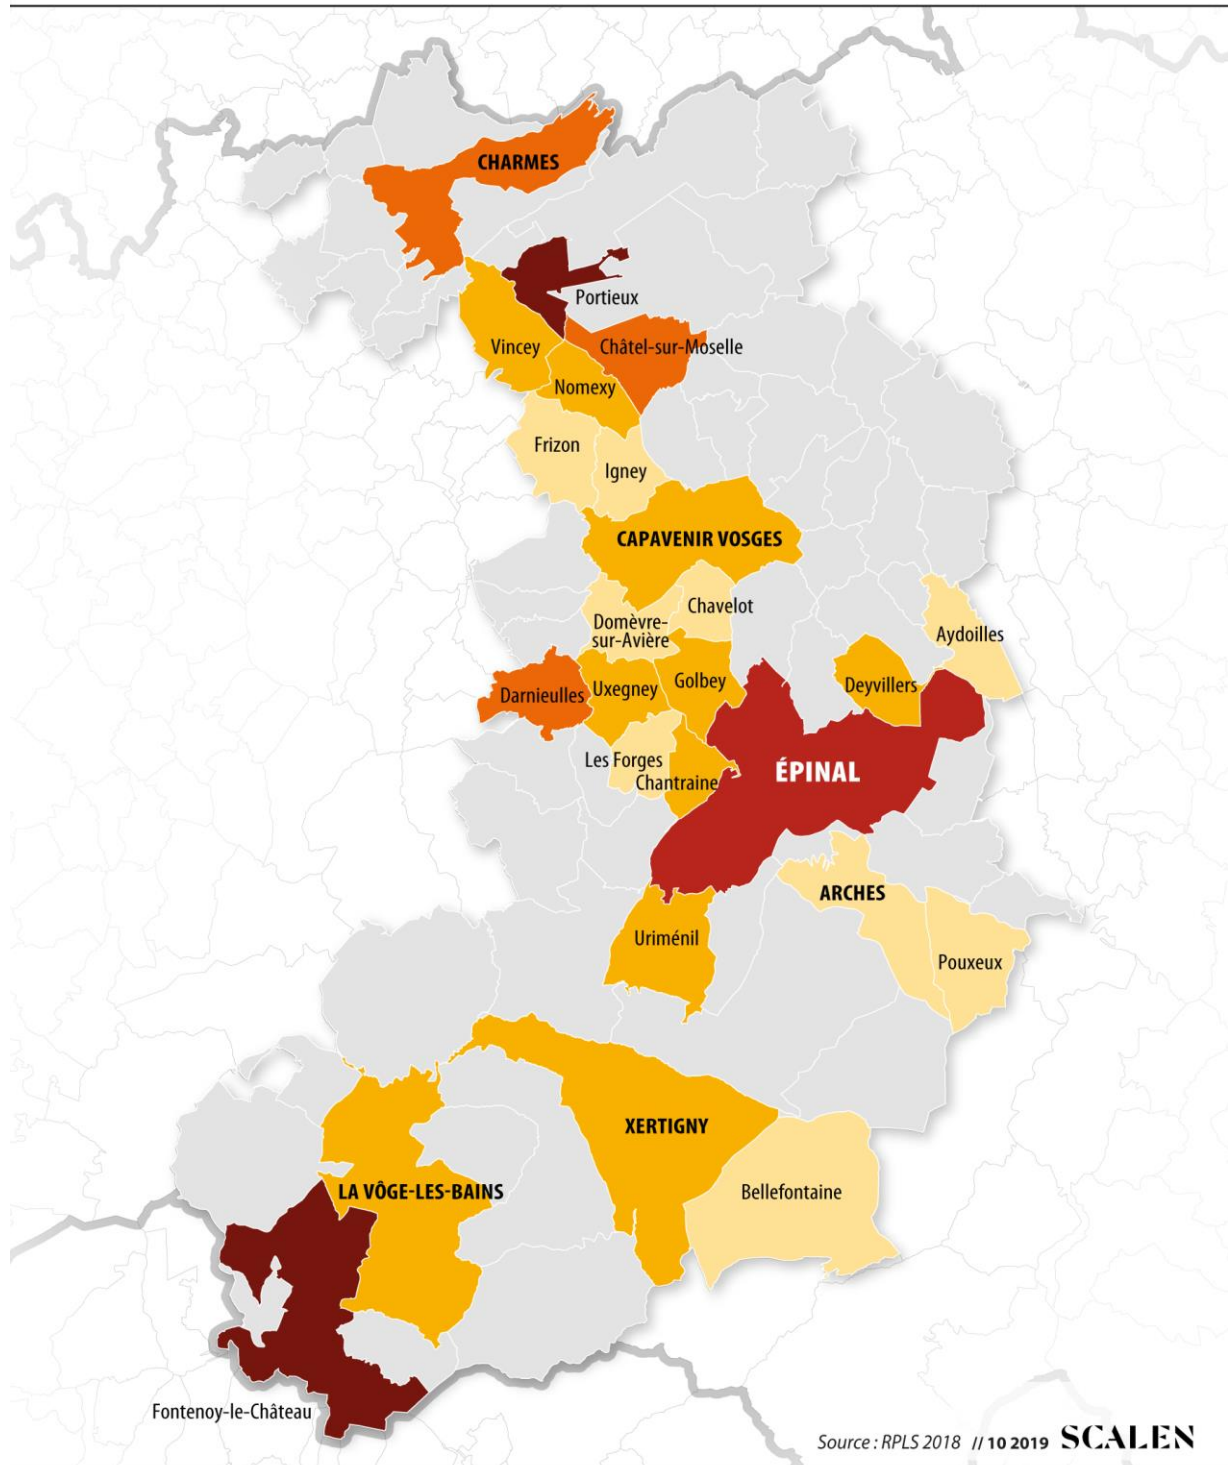 CHARMES
Portieux
Vincey
Châtel-sur-Moselle
Nomexy
Frizon
Igney
CAPAVENIR VOSGES
Chavelot
Domèvre-
sur-Avière
Aydoilles
Darnieulles
Uxegney
Golbey
Deyvillers
Les Forges
Chantraine
ÉPINAL
ARCHES
Uriménil
Pouxeux
XERTIGNY
LA VÔGE-LES-BAINS
Bellefontaine
Fontenoy-le-Château
Source : RPLS 2018 // 10 2019 SCALEN